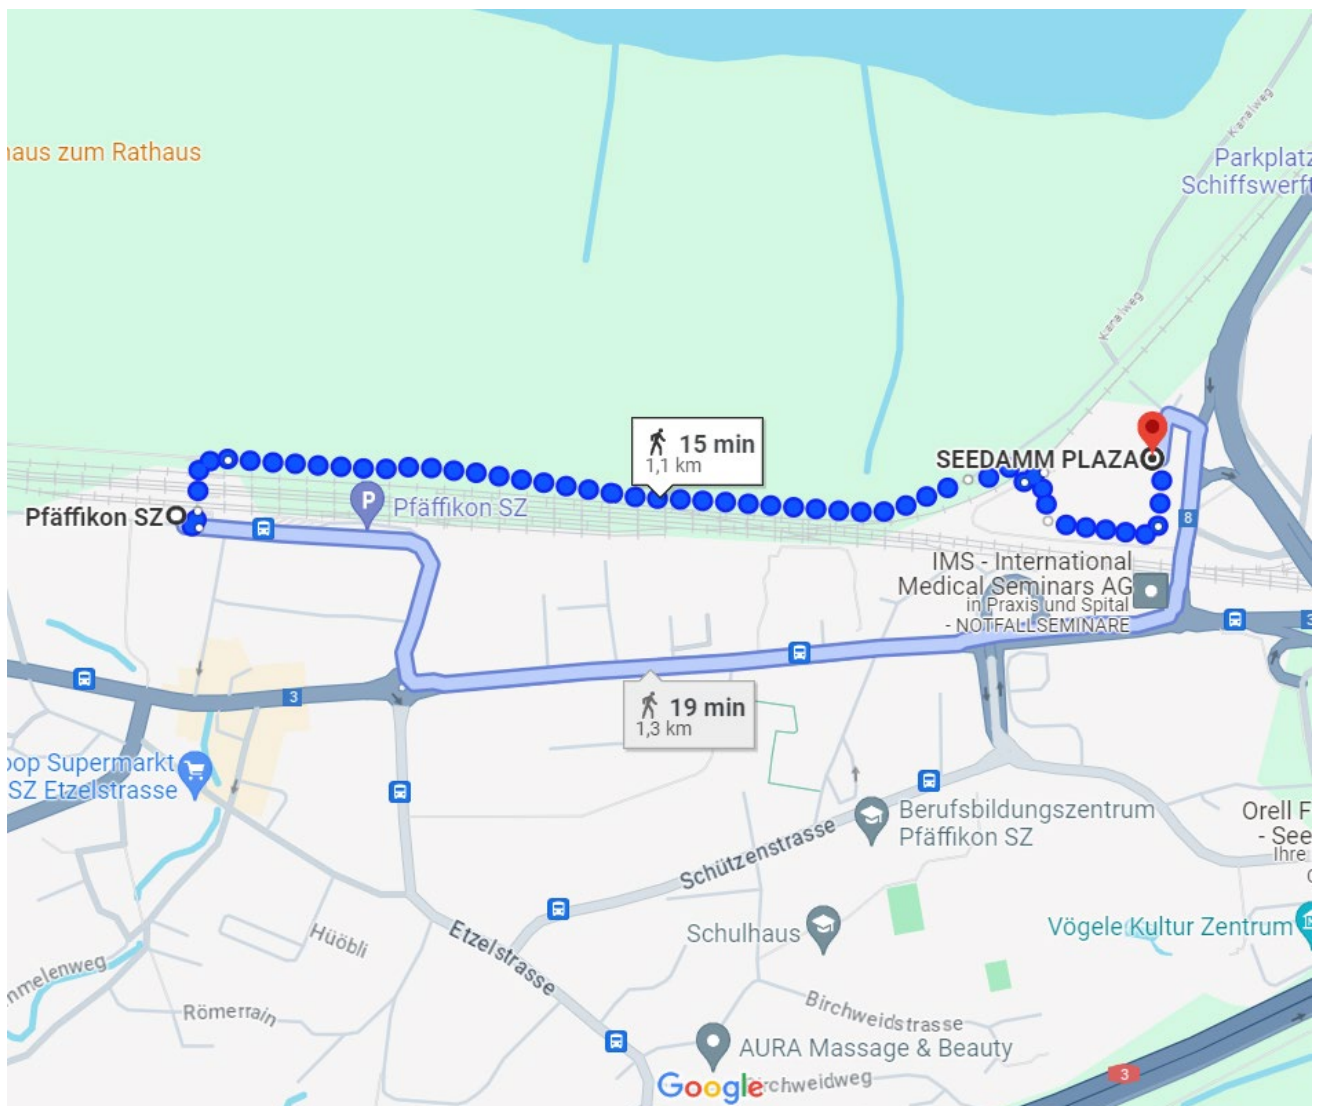 Kanalweg
Parkplatz
Schiffswerft
haus zum Rathaus
Kanalweg
15 min
1,1 km
SEEDAMM PLAZA
P
Pfäffikon SZ
Pfäffikon SZ
8
IMS - International
Medical Seminars AG
in Praxis und Spital
- NOTFALLSEMINARE
3
3
19 min
1,3 km
oop Supermarkt
SZ Etzelstrasse
Berufsbildungszentrum
Pfäffikon SZ
Orell F
- See
Ihre
Schützenstrasse
Schulhaus
Vögele Kultur Zentrum
Etzelstrasse
Hüöbli
mmelenweg
Römerrain
Birchweidstrasse
AURA Massage & Beauty
Google
irchweidweg
3